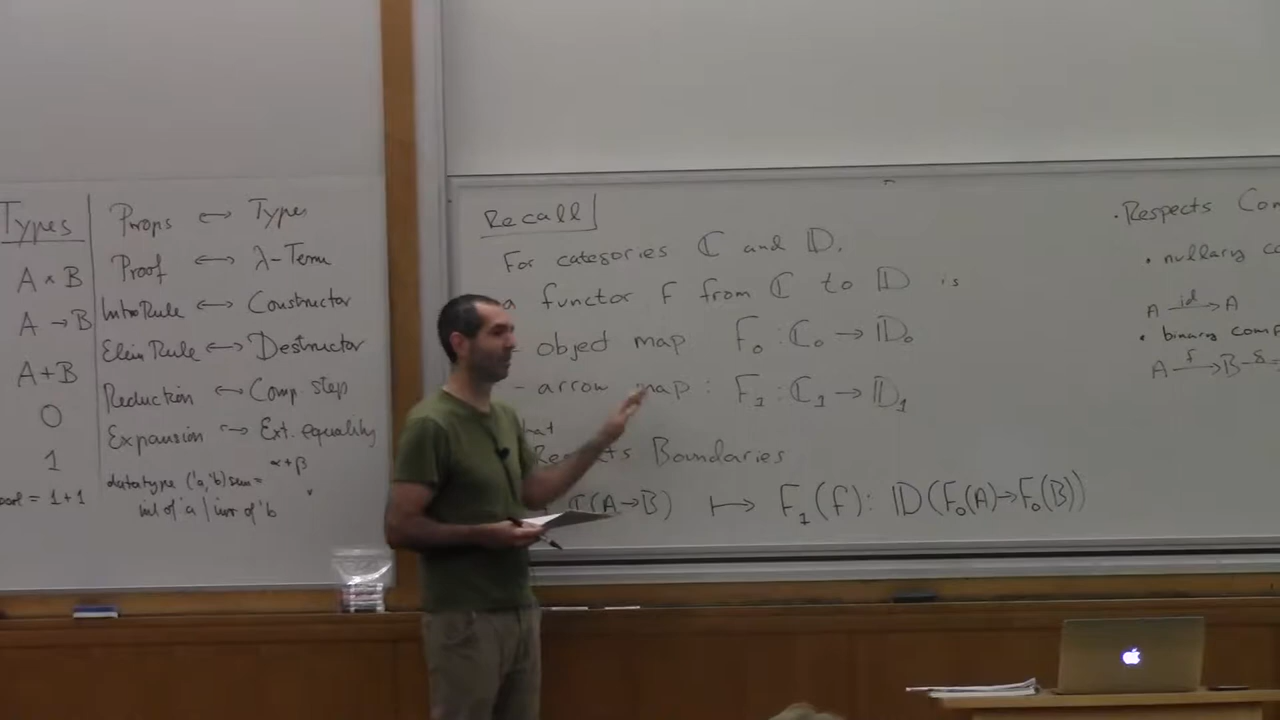 Types
A × B
A → B
A + B
0
1
= 1+1
Props ↔ Types
Proof ↔ λ-Term
Intro Rule ↔ Constructor
Elim Rule ↔ Destructor
Reduction ↔ Comp step
Expansion ↔ Ext. equality
α + β
datatype ('a,'b) sum =
inl of 'a | inr of 'b
Recall
For categories ℂ and 𝔻,
a functor F from ℂ to 𝔻 is
- object map F₀ : ℂ₀ → 𝔻₀
- arrow map : F₁ : ℂ₁ → 𝔻₁
Boundaries
ℂ(A→B) ↦ F₁(f) : 𝔻(F₀(A)→F₀(B))
· Respects Com
· nullary co
A —id→ A
· binary comp
A —f→ B —g